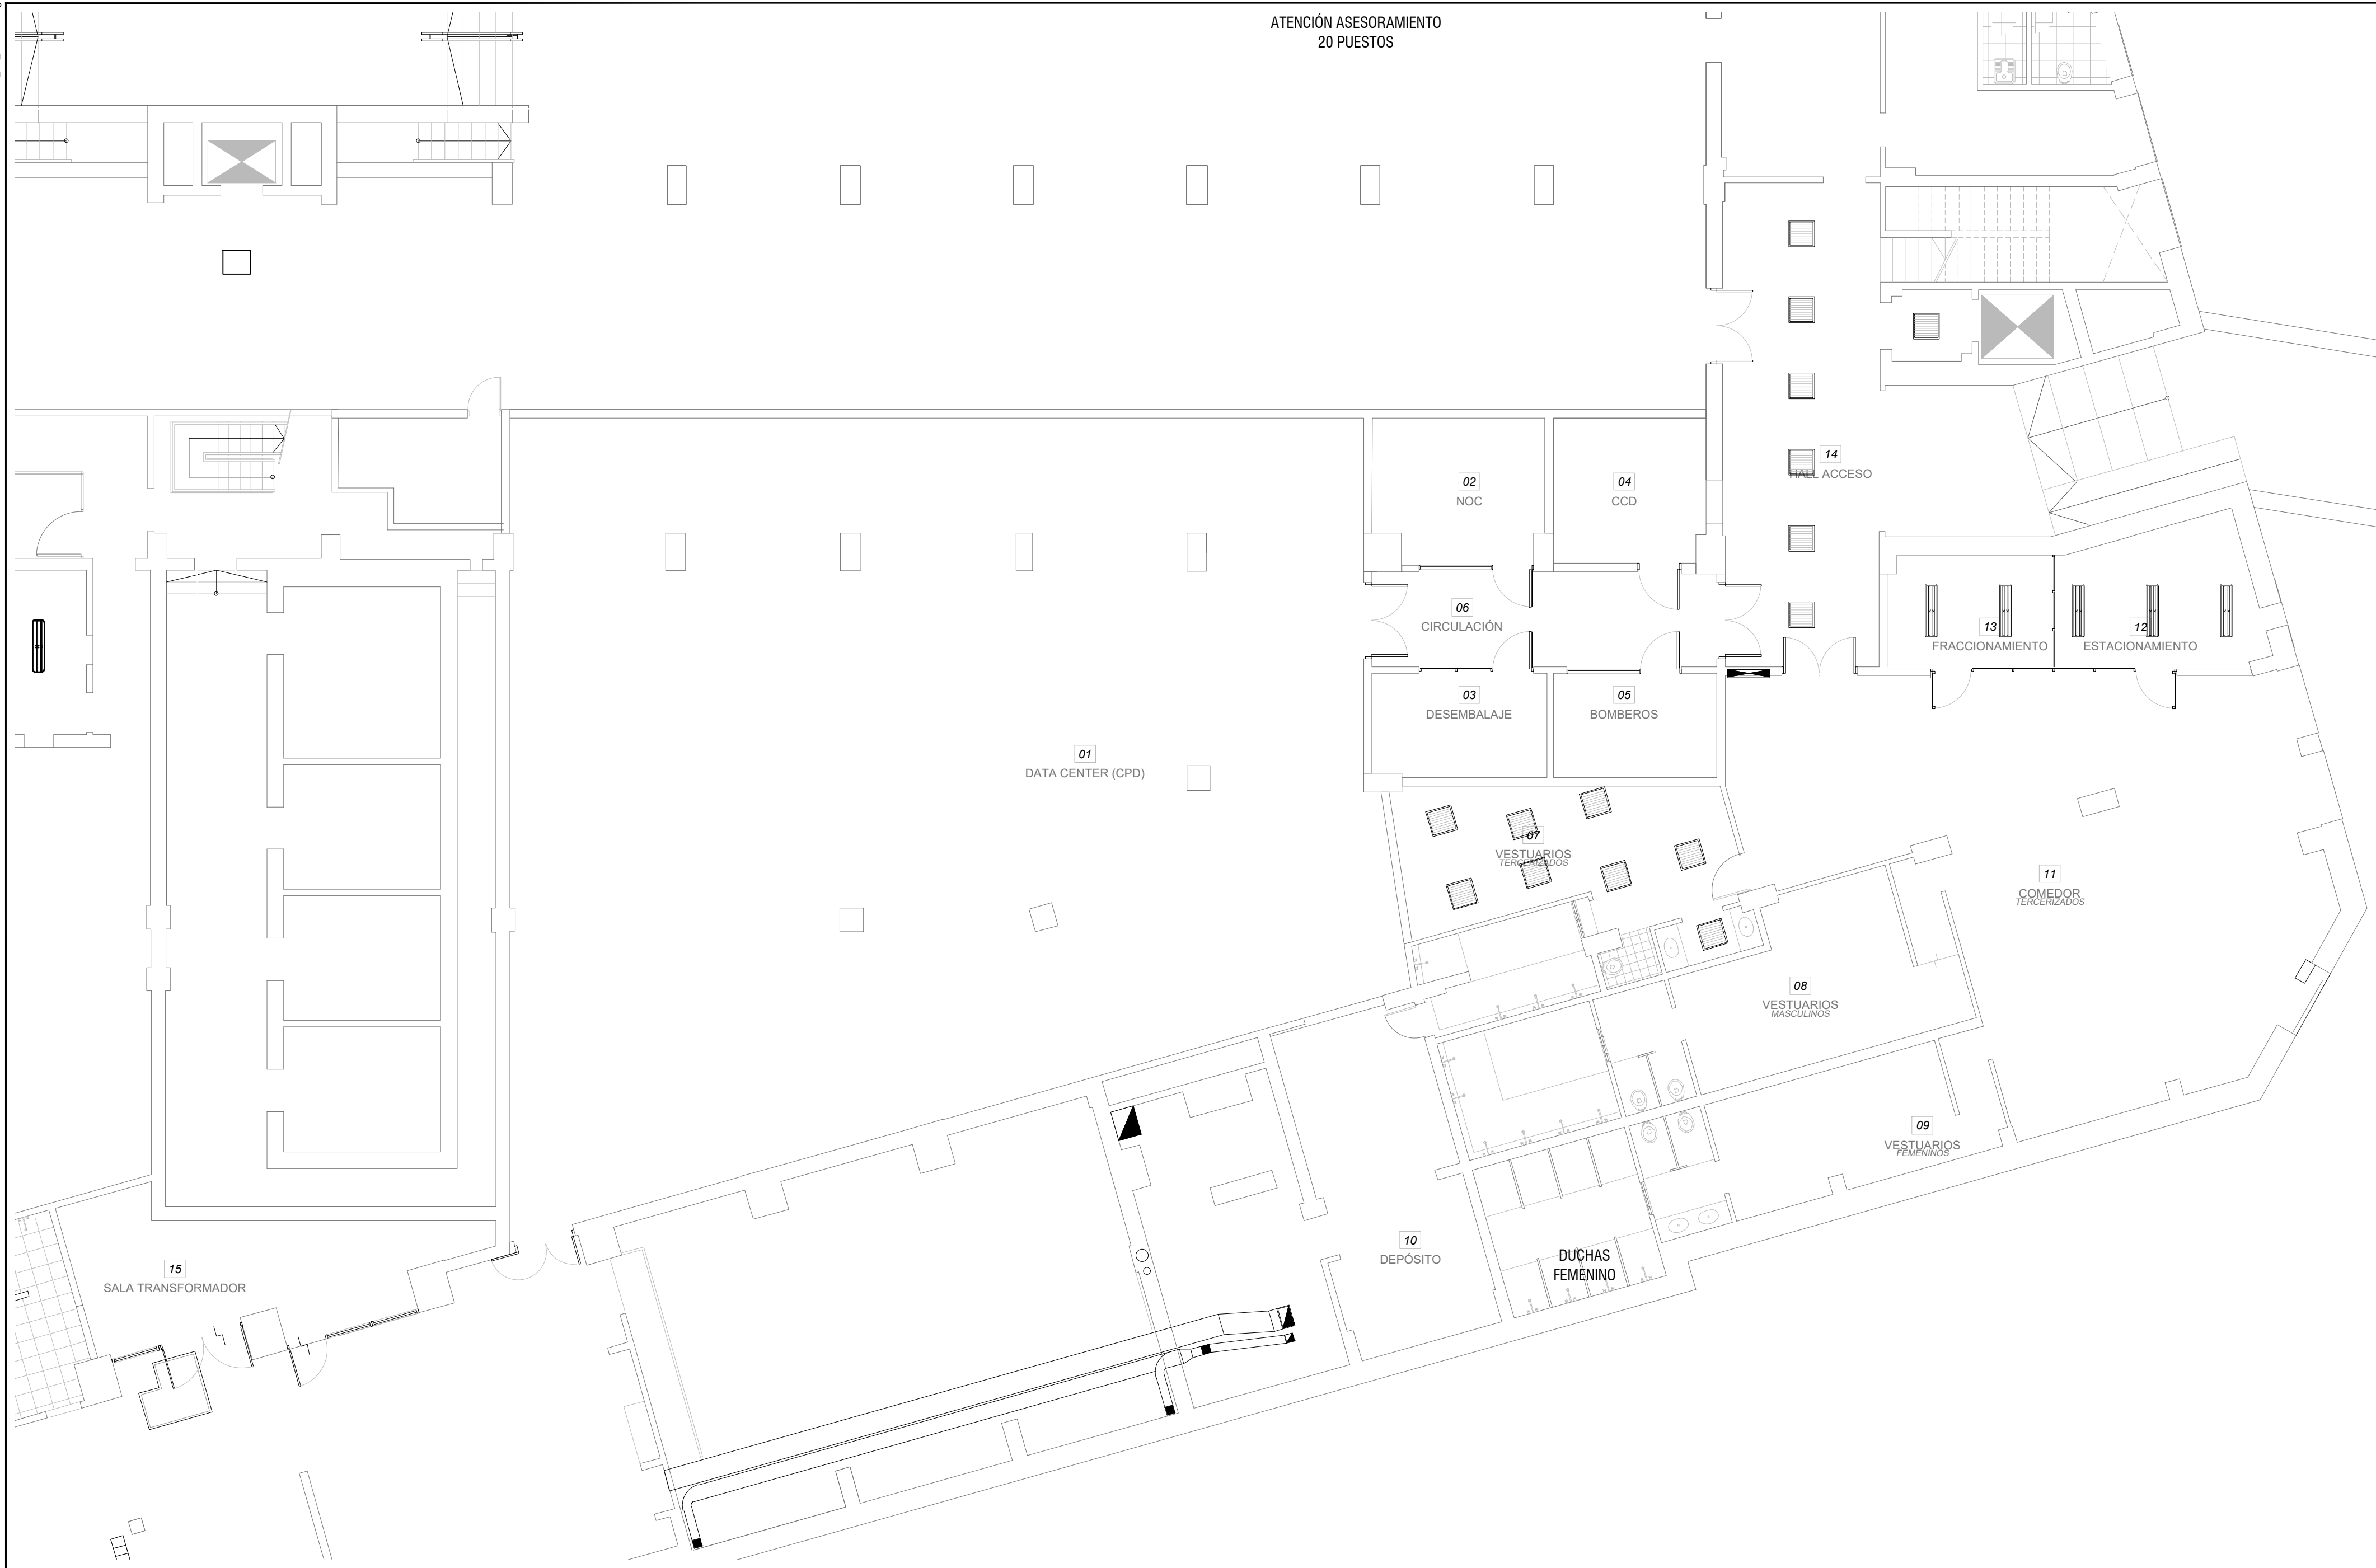 ATENCIÓN ASESORAMIENTO
20 PUESTOS
14
HALL ACCESO
02
NOC
04
CCD
06
CIRCULACIÓN
13
FRACCIONAMIENTO
12
ESTACIONAMIENTO
03
DESEMBALAJE
05
BOMBEROS
01
DATA CENTER (CPD)
07
VESTUARIOS
TERCERIZADOS
11
COMEDOR
TERCERIZADOS
08
VESTUARIOS
MASCULINOS
09
VESTUARIOS
FEMENINOS
10
DEPÓSITO
DUCHAS
FEMENINO
15
SALA TRANSFORMADOR